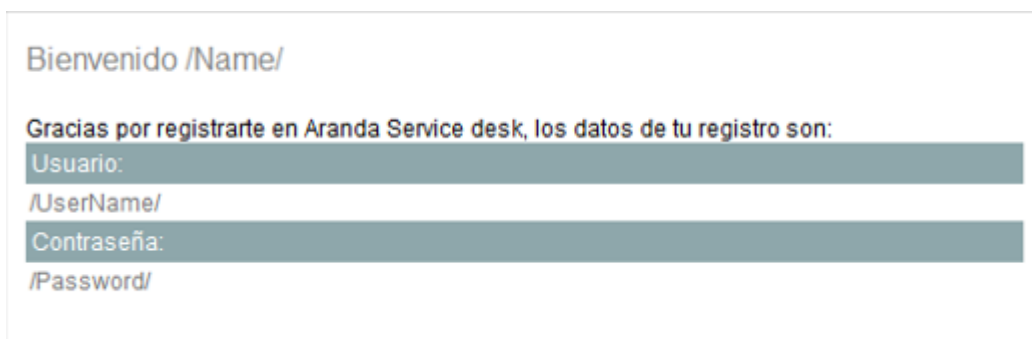 Bienvenido /Name/
Gracias por registrarte en Aranda Service desk, los datos de tu registro son:
Usuario:
/UserName/
Contraseña:
/Password/